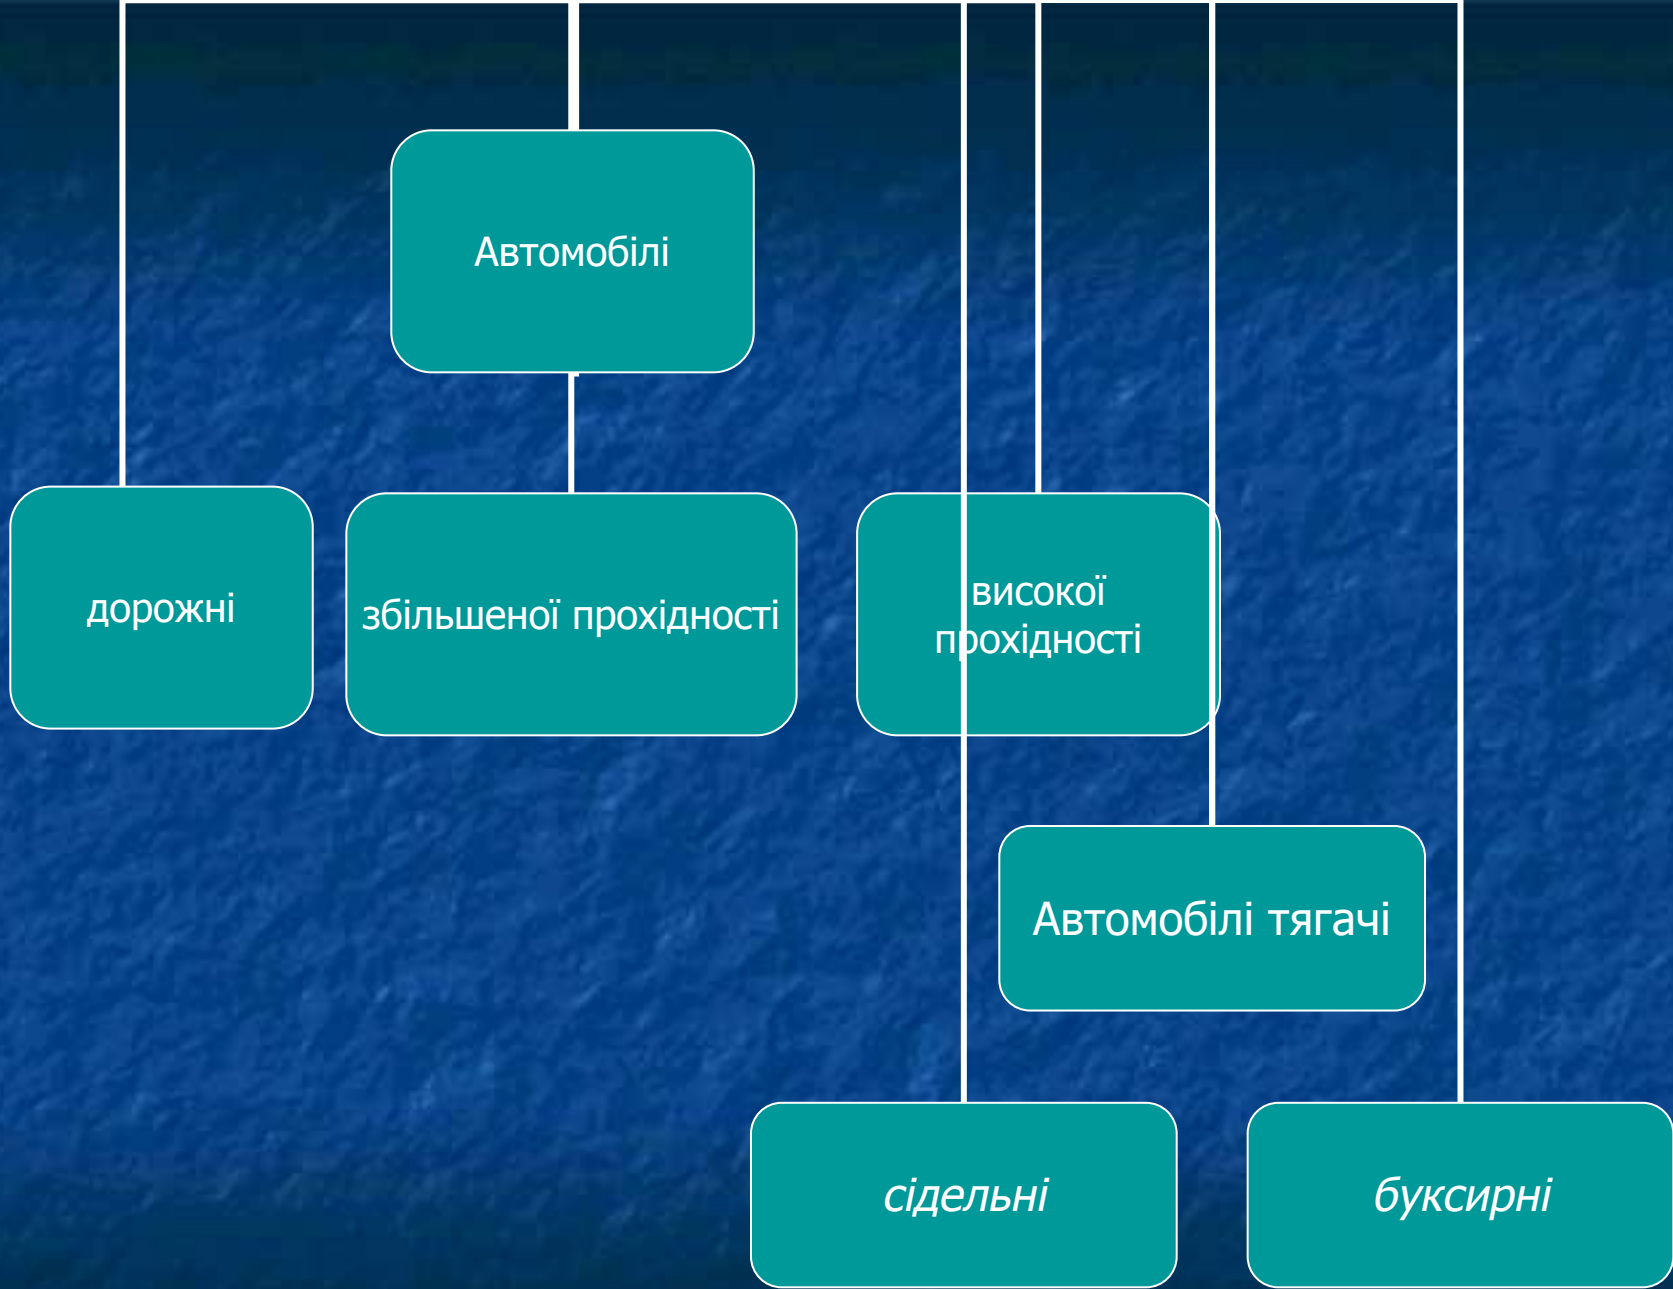 Автомобілі
дорожні
збільшеної прохідності
високої
прохідності
Автомобілі тягачі
сідельні
буксирні